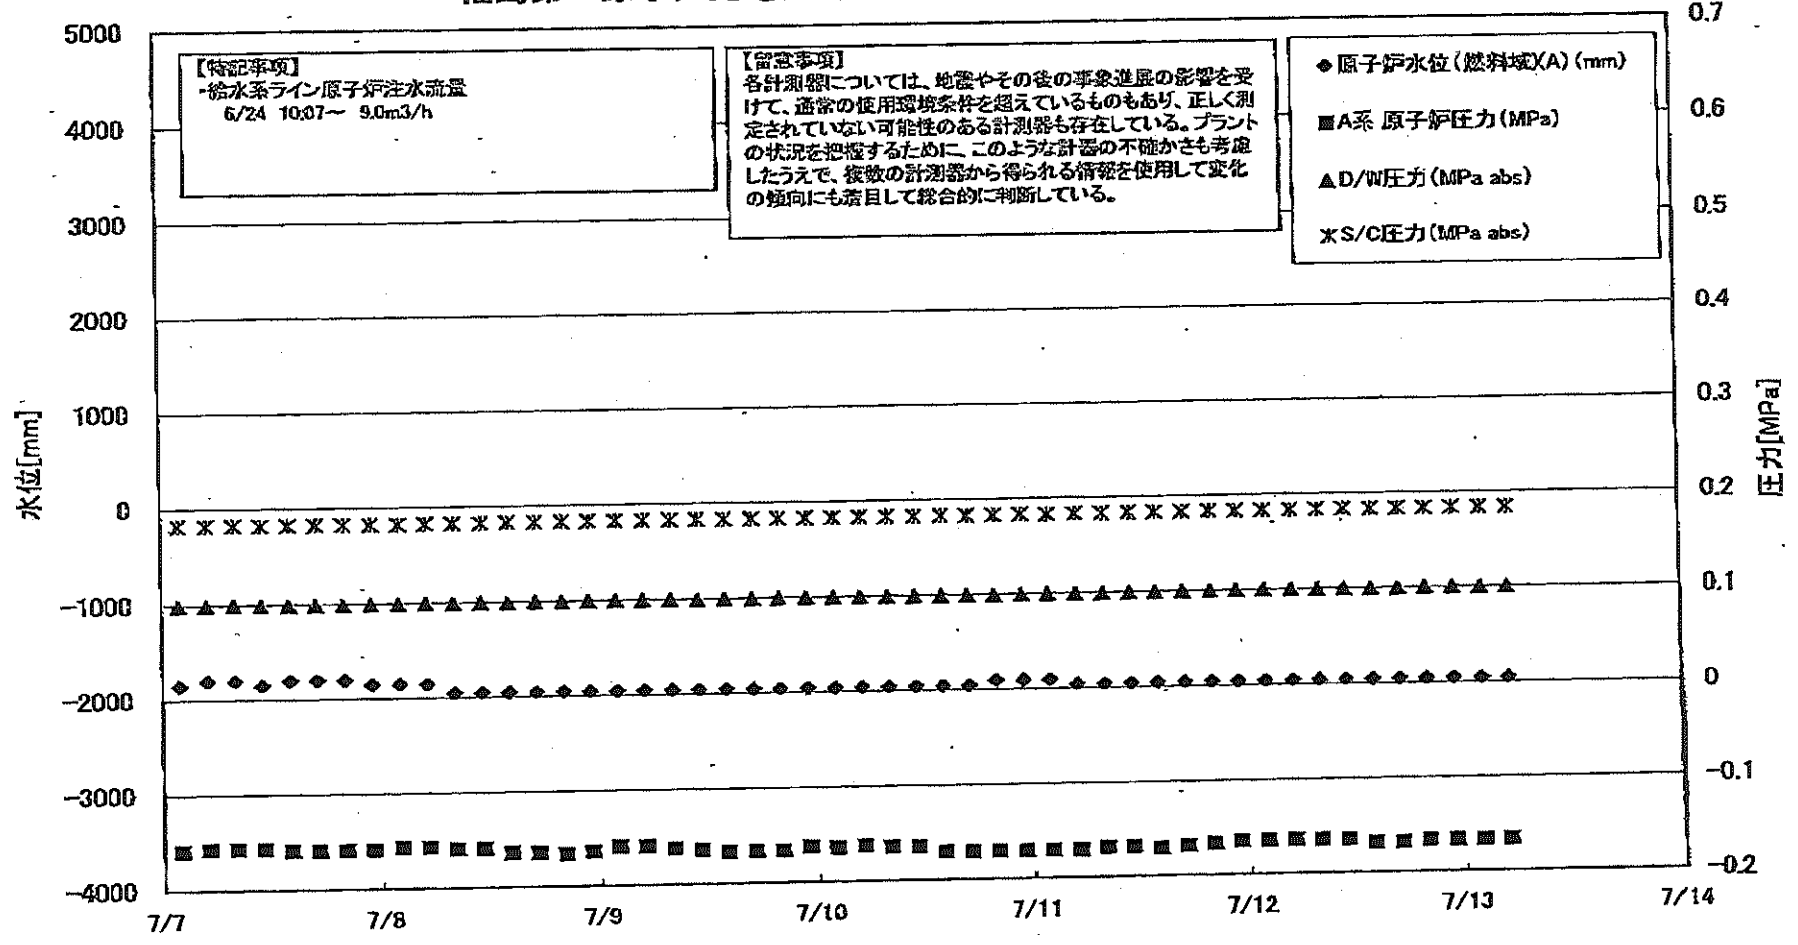 5000
4000
3000
2000
1000
0
-1000
-2000
-3000
-4000
水位[mm]
【特記事項】
・給水系ライン原子炉注水流量
6/24 10:07～ 9.0m3/h
【留意事項】
各計測器については、地震やその後の事象進展の影響を受
けて、通常の使用環境条件を超えているものもあり、正しく測
定されていない可能性のある計測器も存在している。プラント
の状況を把握するために、このような計器の不確かさも考慮
したうえで、複数の計測器から得られる情報を使用して変化
の傾向にも着目して総合的に判断している。
原子炉水位(燃料域)(A)(mm)
A系 原子炉圧力(MPa)
D/W圧力(MPa abs)
S/C圧力(MPa abs)
0.7
0.6
0.5
0.4
0.3
0.2
0.1
0
-0.1
-0.2
圧力[MPa]
7/7 7/8 7/9 7/10 7/11 7/12 7/13 7/14